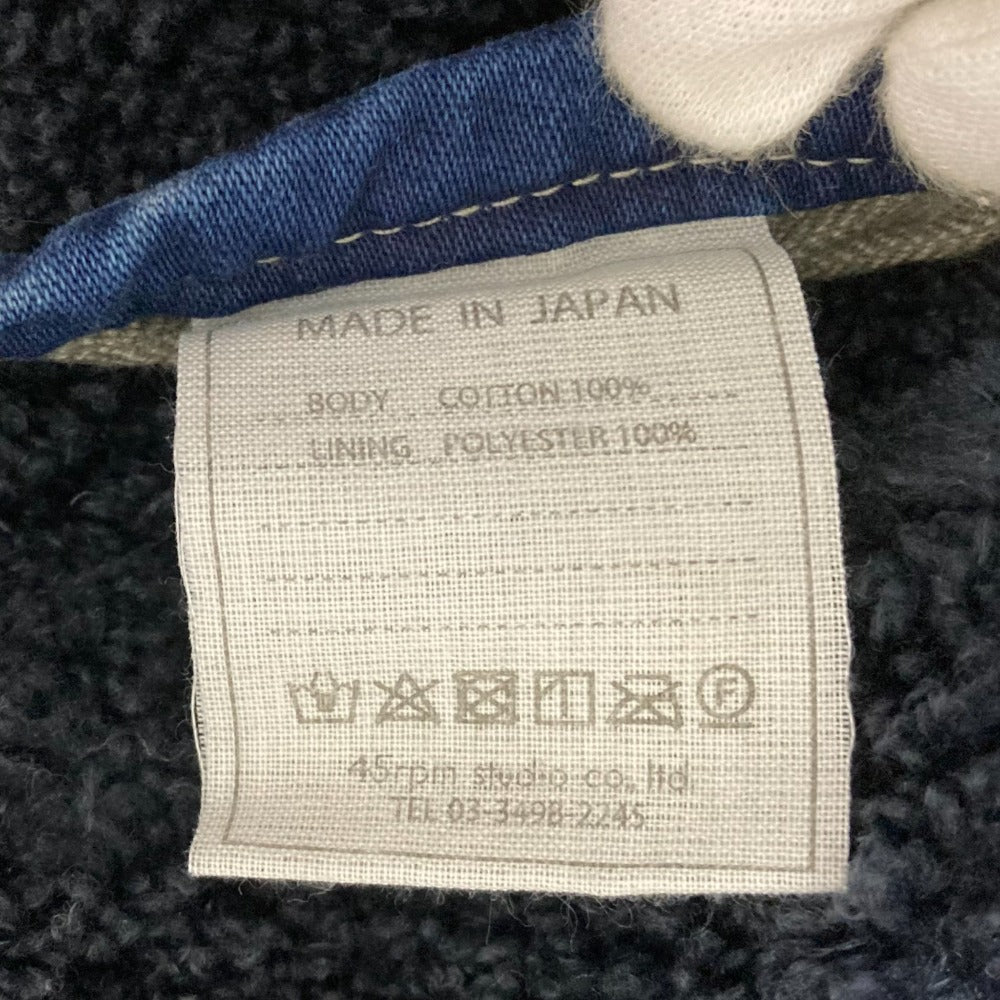 MADE IN JAPAN
BODY COTTON 100%
LINING POLYESTER 100%
F
45rpm studio co., ltd.
TEL 03-3498-2245